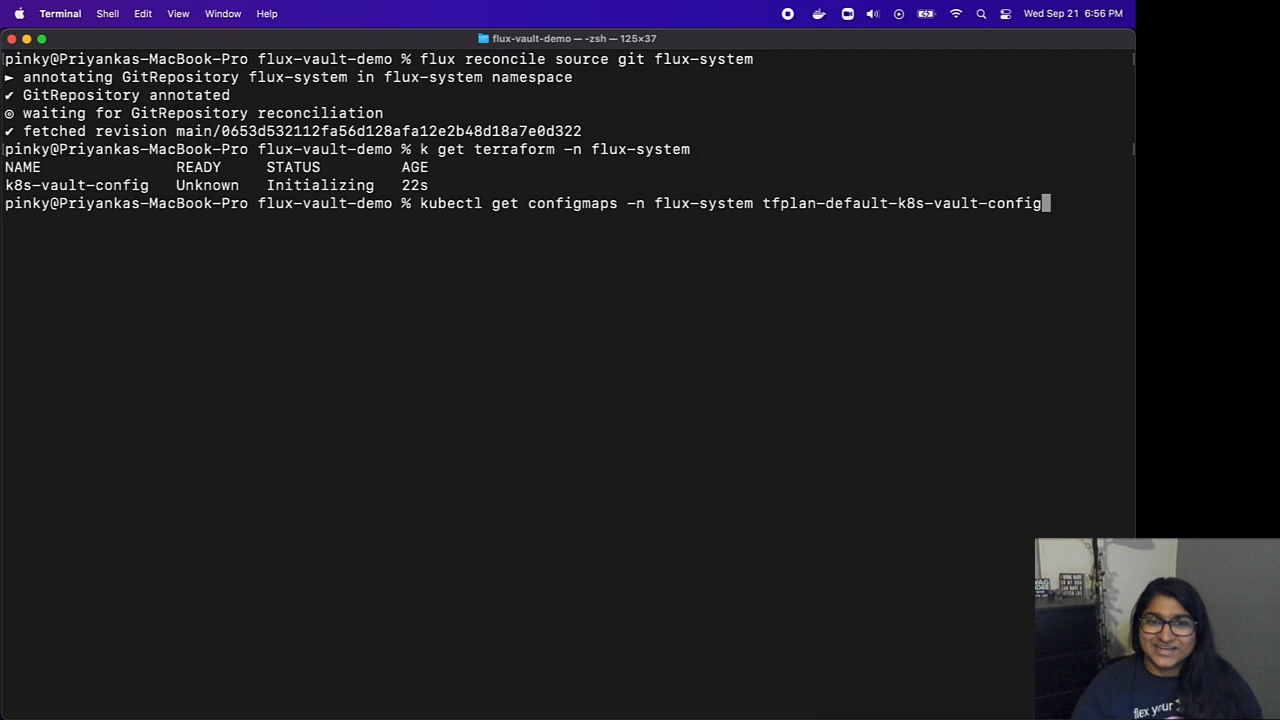 Terminal Shell Edit View Window Help Wed Sep 21 6:56 PM
flux-vault-demo — -zsh — 125×37
pinky@Priyankas-MacBook-Pro flux-vault-demo % flux reconcile source git flux-system
► annotating GitRepository flux-system in flux-system namespace
✔ GitRepository annotated
◎ waiting for GitRepository reconciliation
✔ fetched revision main/0653d532112fa56d128afa12e2b48d18a7e0d322
pinky@Priyankas-MacBook-Pro flux-vault-demo % k get terraform -n flux-system
NAME READY STATUS AGE
k8s-vault-config Unknown Initializing 22s
pinky@Priyankas-MacBook-Pro flux-vault-demo % kubectl get configmaps -n flux-system tfplan-default-k8s-vault-config
flex your